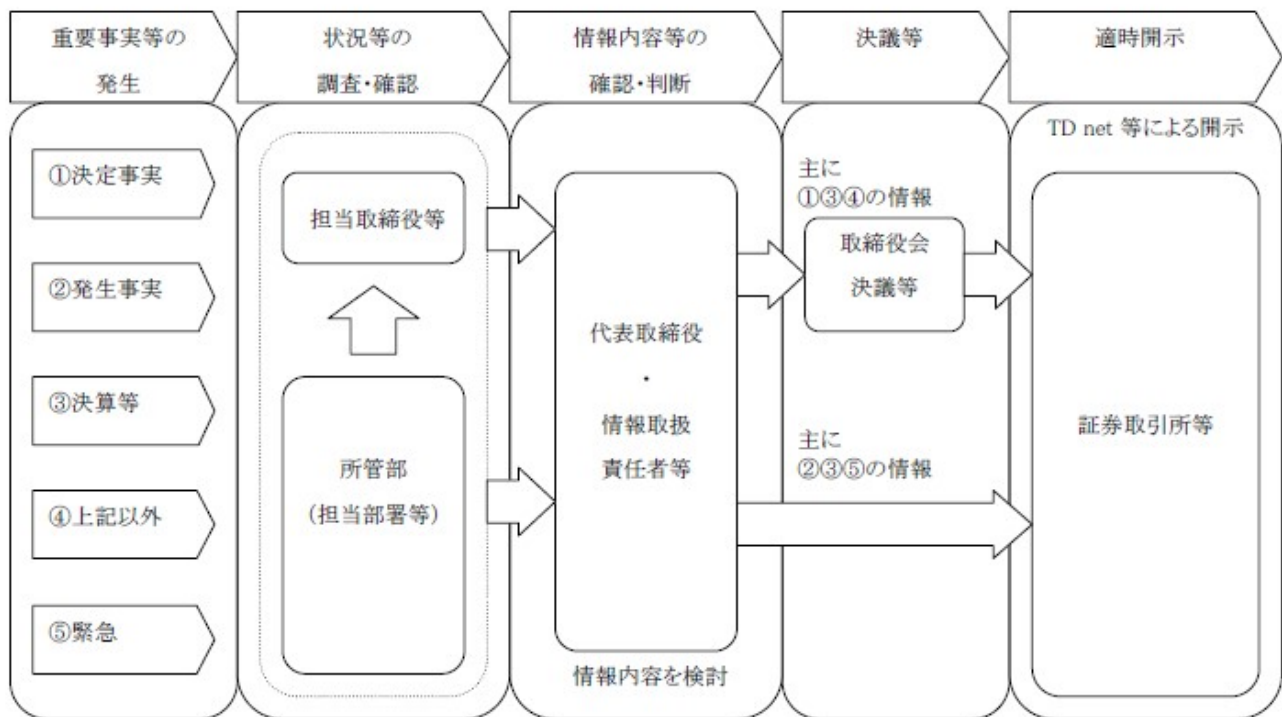 重要事実等の
発生
状況等の
調査・確認
情報内容等の
確認・判断
決議等
適時開示
①決定事実
②発生事実
③決算等
④上記以外
⑤緊急
担当取締役等
所管部
(担当部署等)
代表取締役
・
情報取扱
責任者等
情報内容を検討
主に
①③④の情報
取締役会
決議等
主に
②③⑤の情報
TD net 等による開示
証券取引所等